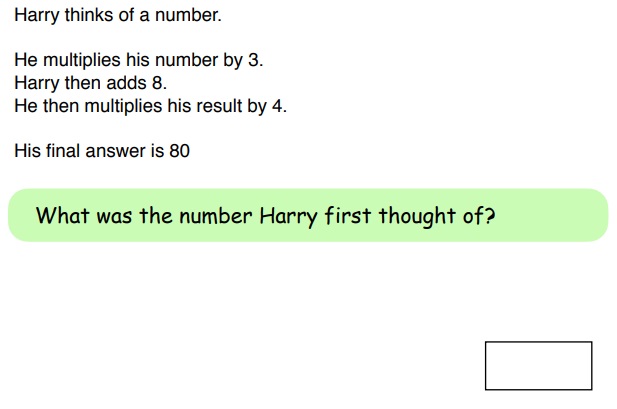 Harry thinks of a number.
He multiplies his number by 3.
Harry then adds 8.
He then multiplies his result by 4.
His final answer is 80
What was the number Harry first thought of?